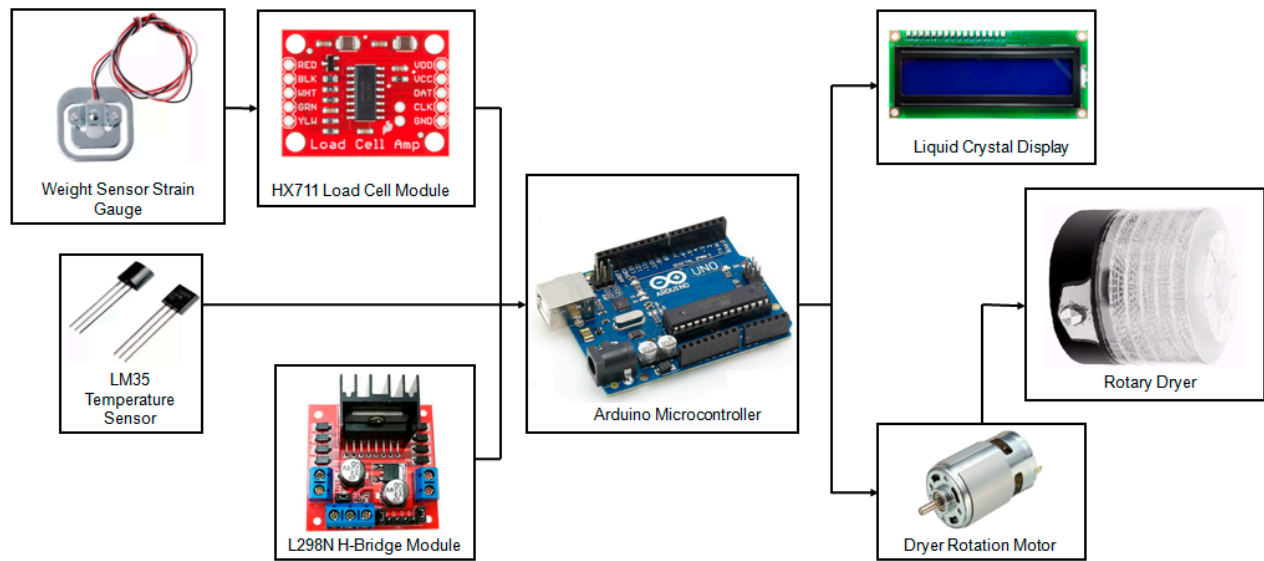 RED
BLK
WHT
GRN
YLW
VDD
VCC
DAT
CLK
GND
Load Cell Amp
Weight Sensor Strain
Gauge
HX711 Load Cell Module
Liquid Crystal Display
LM35
Temperature
Sensor
UNO
ARDUINO
Arduino Microcontroller
Rotary Dryer
L298N H-Bridge Module
Dryer Rotation Motor